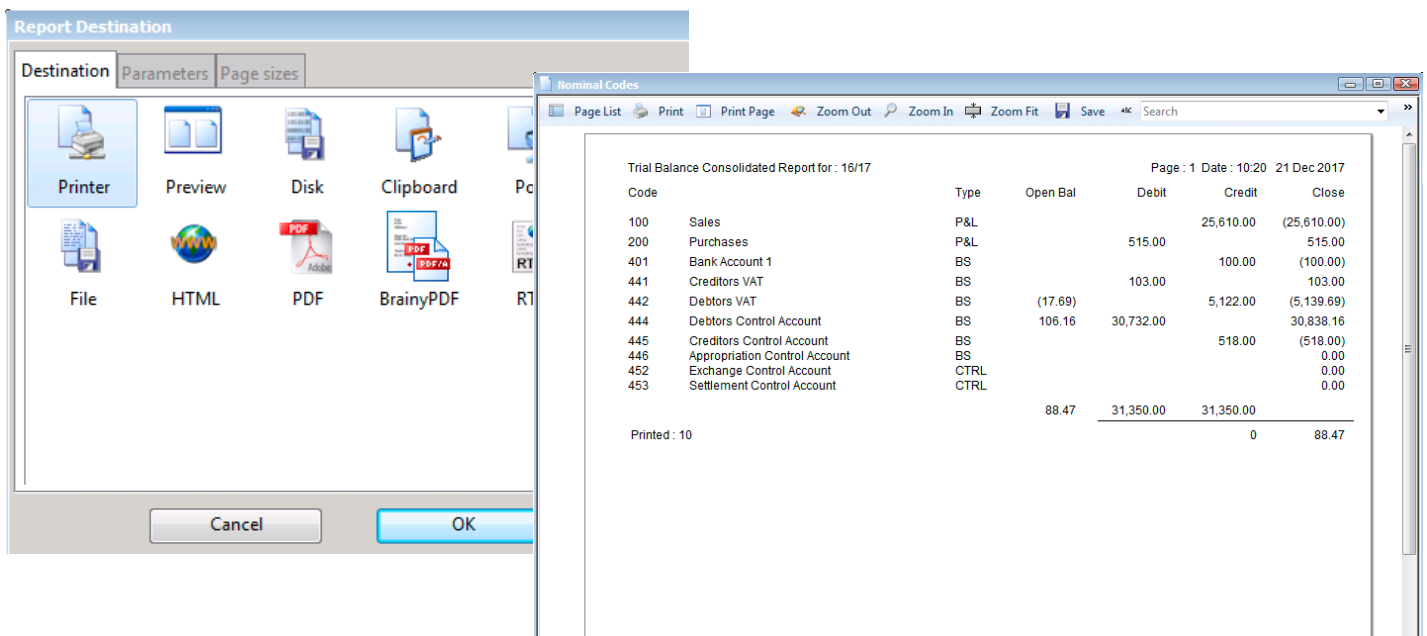 Report Destination
Destination Parameters Page sizes
Printer Preview Disk Clipboard
PDF Adobe PDF PDF/A
File HTML PDF BrainyPDF
Cancel OK
Nominal Codes
Page List Print Print Page Zoom Out Zoom In Zoom Fit Save ABC Search
Trial Balance Consolidated Report for : 16/17 Page : 1 Date : 10:20 21 Dec 2017
Code Type Open Bal Debit Credit Close
100 Sales P&L 25,610.00 (25,610.00)
200 Purchases P&L 515.00 515.00
401 Bank Account 1 BS 100.00 (100.00)
441 Creditors VAT BS 103.00 103.00
442 Debtors VAT BS (17.69) 5,122.00 (5,139.69)
444 Debtors Control Account BS 106.16 30,732.00 30,838.16
445 Creditors Control Account BS 518.00 (518.00)
446 Appropriation Control Account BS 0.00
452 Exchange Control Account CTRL 0.00
453 Settlement Control Account CTRL 0.00
88.47 31,350.00 31,350.00
Printed : 10 0 88.47